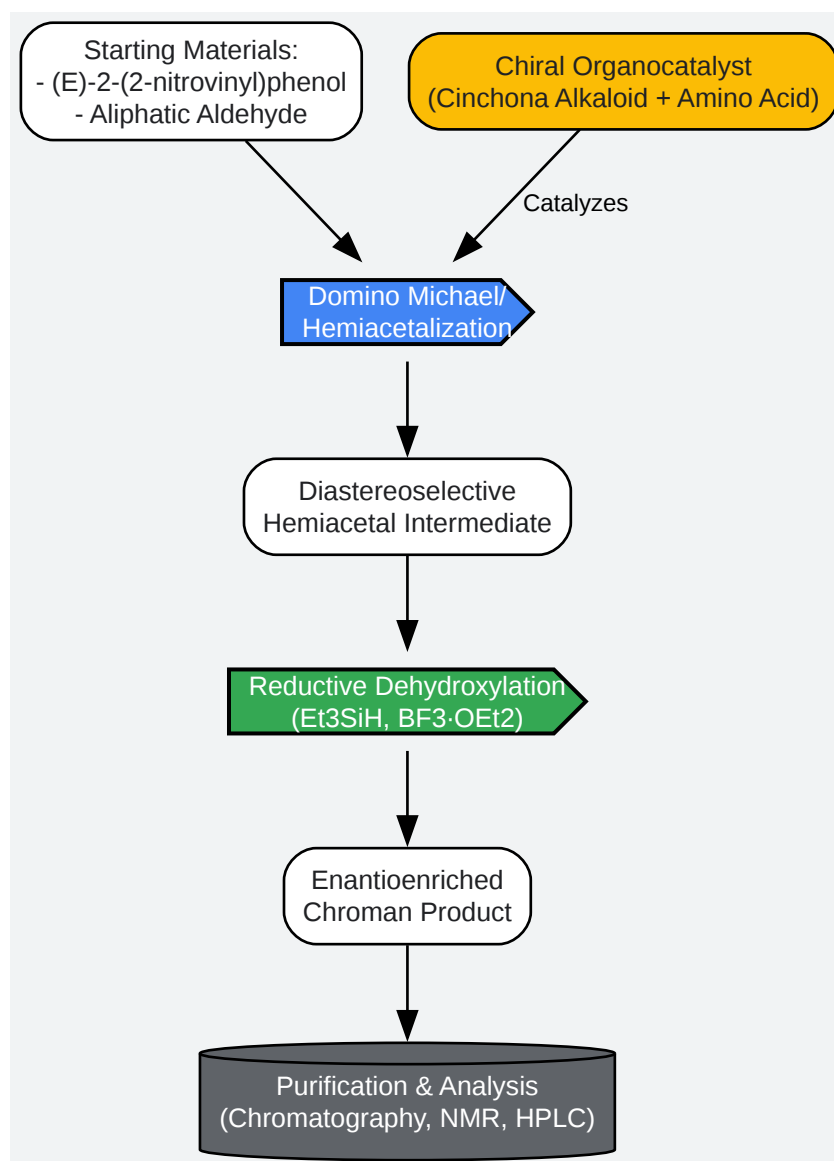 Starting Materials:
- (E)-2-(2-nitrovinyl)phenol
- Aliphatic Aldehyde
Chiral Organocatalyst
(Cinchona Alkaloid + Amino Acid)
Catalyzes
Domino Michael/
Hemiacetalization
Diastereoselective
Hemiacetal Intermediate
Reductive Dehydroxylation
(Et3SiH, BF3·OEt2)
Enantioenriched
Chroman Product
Purification & Analysis
(Chromatography, NMR, HPLC)